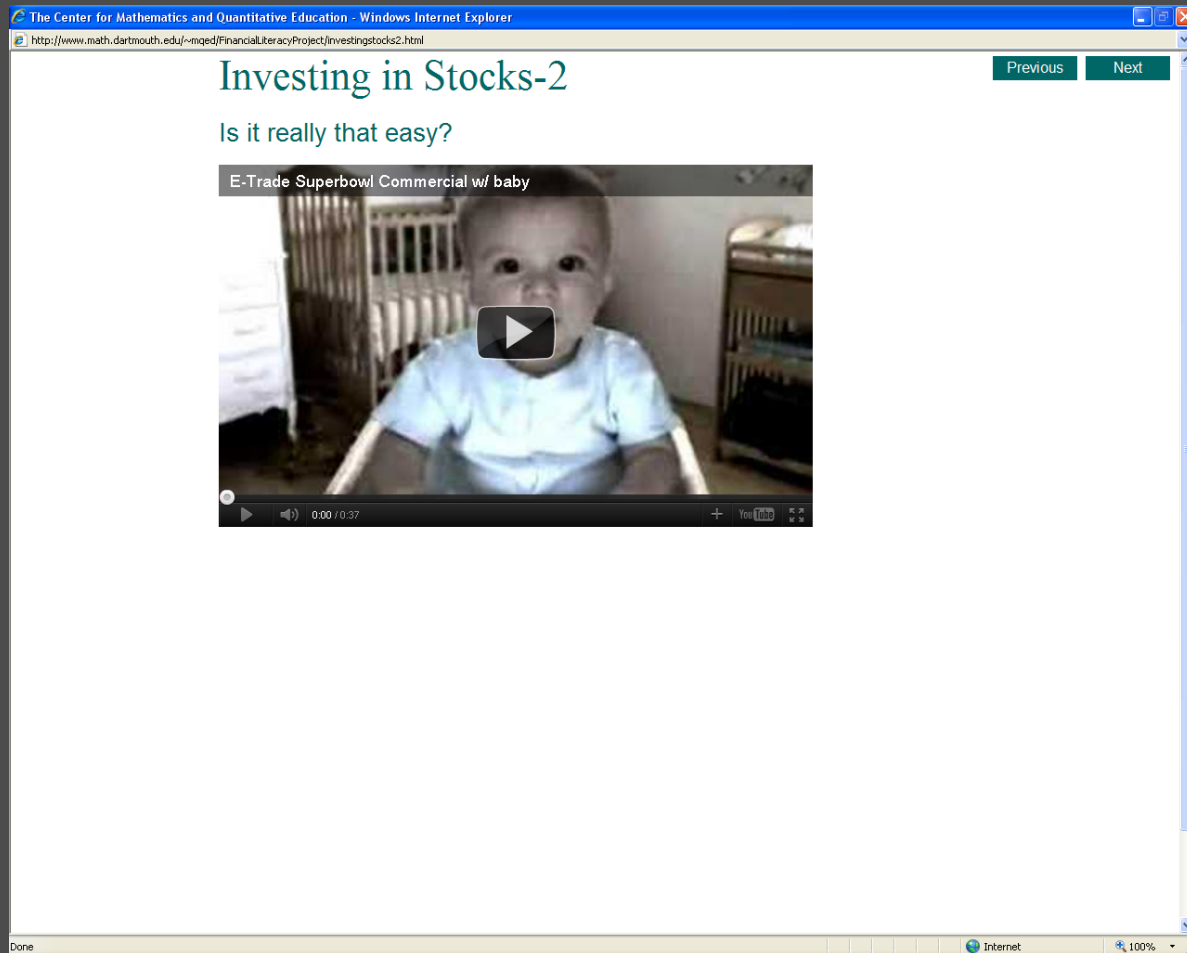 The Center for Mathematics and Quantitative Education - Windows Internet Explorer
http://www.math.dartmouth.edu/~mqed/FinancialLiteracyProject/investingstocks2.html
Investing in Stocks-2
Previous Next
Is it really that easy?
E-Trade Superbowl Commercial w/ baby
0:00 / 0:37
YouTube
Done
Internet
100%